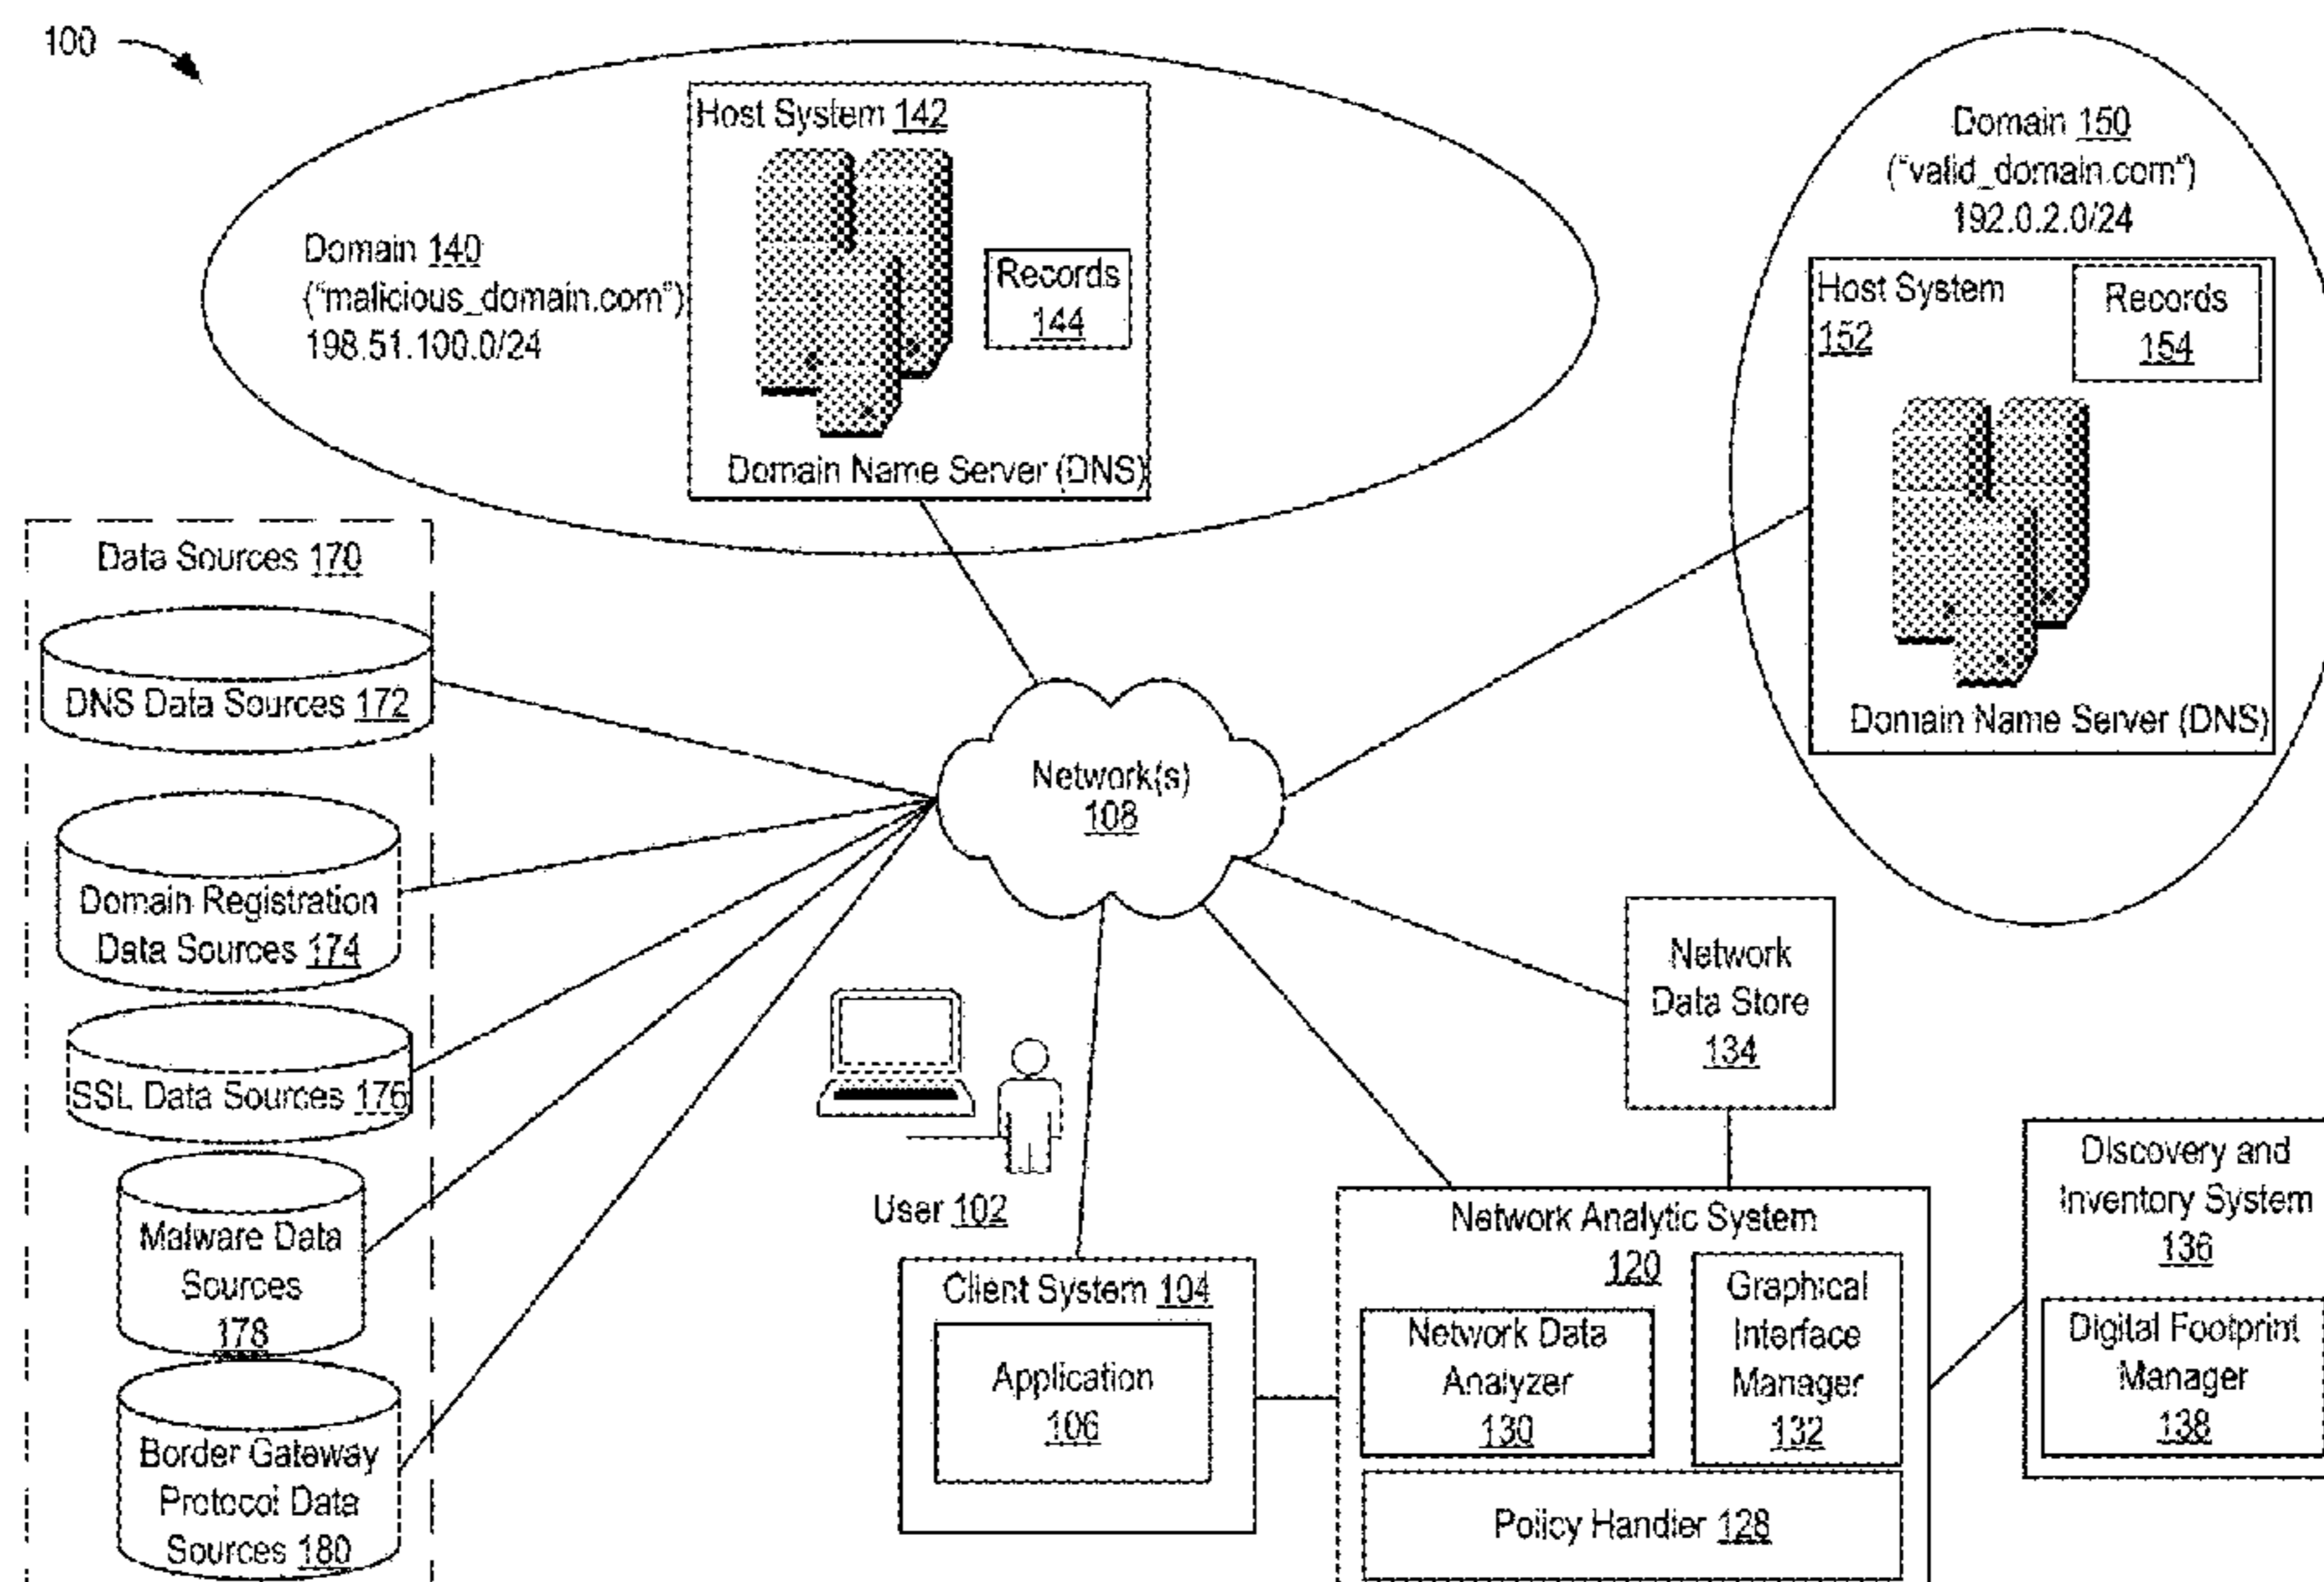 100
Host System 142
Records
144
Domain Name Server (DNS)
Domain 140
("malicious_domain.com")
198.51.100.0/24
Domain 150
("valid_domain.com")
192.0.2.0/24
Host System
152
Records
154
Domain Name Server (DNS)
Data Sources 170
DNS Data Sources 172
Domain Registration
Data Sources 174
SSL Data Sources 176
Malware Data
Sources
178
Border Gateway
Protocol Data
Sources 180
Network(s)
108
User 102
Client System 104
Application
106
Network
Data Store
134
Network Analytic System
120
Network Data
Analyzer
130
Graphical
Interface
Manager
132
Policy Handler 128
Discovery and
Inventory System
136
Digital Footprint
Manager
138